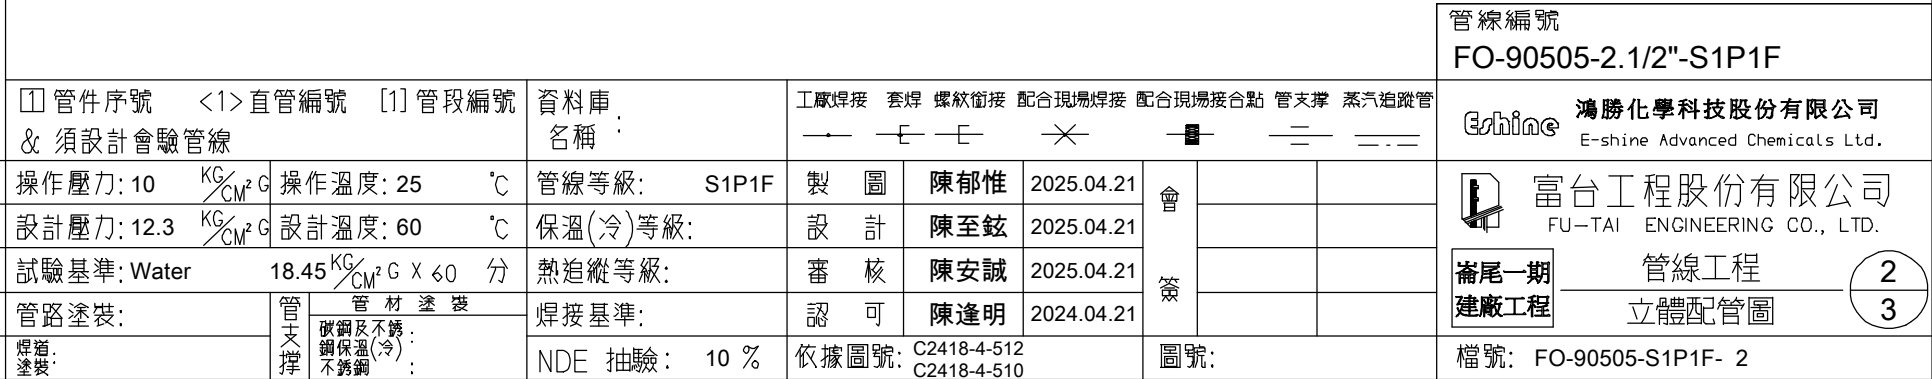 管線編號
FO-90505-2.1/2"-S1P1F
1 管件序號 <1>直管編號 [1]管段編號
& 須設計會驗管線
資料庫名稱：
工廠焊接 套焊 螺紋銜接 配合現場焊接 配合現場接合點 管支撐 蒸汽追蹤管
Eshine 鴻勝化學科技股份有限公司
E-shine Advanced Chemicals Ltd.
操作壓力: 10 KG/CM² G 操作溫度: 25 °C 管線等級: S1P1F 製圖 陳郁惟 2025.04.21 會簽
富台工程股份有限公司
FU-TAI ENGINEERING CO., LTD.
設計壓力: 12.3 KG/CM² G 設計溫度: 60 °C 保溫(冷)等級: 設計 陳至鉉 2025.04.21
試驗基準: Water 18.45 KG/CM² G X 60 分 熱追縱等級: 審核 陳安誠 2025.04.21
崙尾一期
建廠工程
管線工程
立體配管圖
2
3
管路塗裝: 管支撐 管材塗裝 焊接基準: 認可 陳逢明 2024.04.21
碳鋼及不銹
鋼保溫(冷):
不銹鋼 :
焊道塗裝:
NDE 抽驗: 10 %
依據圖號: C2418-4-512
C2418-4-510
圖號:
檔號: FO-90505-S1P1F- 2